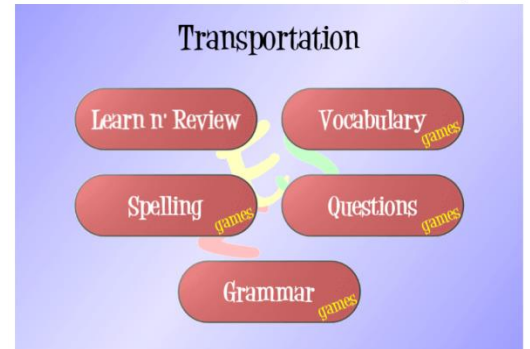 Transportation
Learn n' Review
Vocabulary
games
Spelling
games
Questions
games
Grammar
games